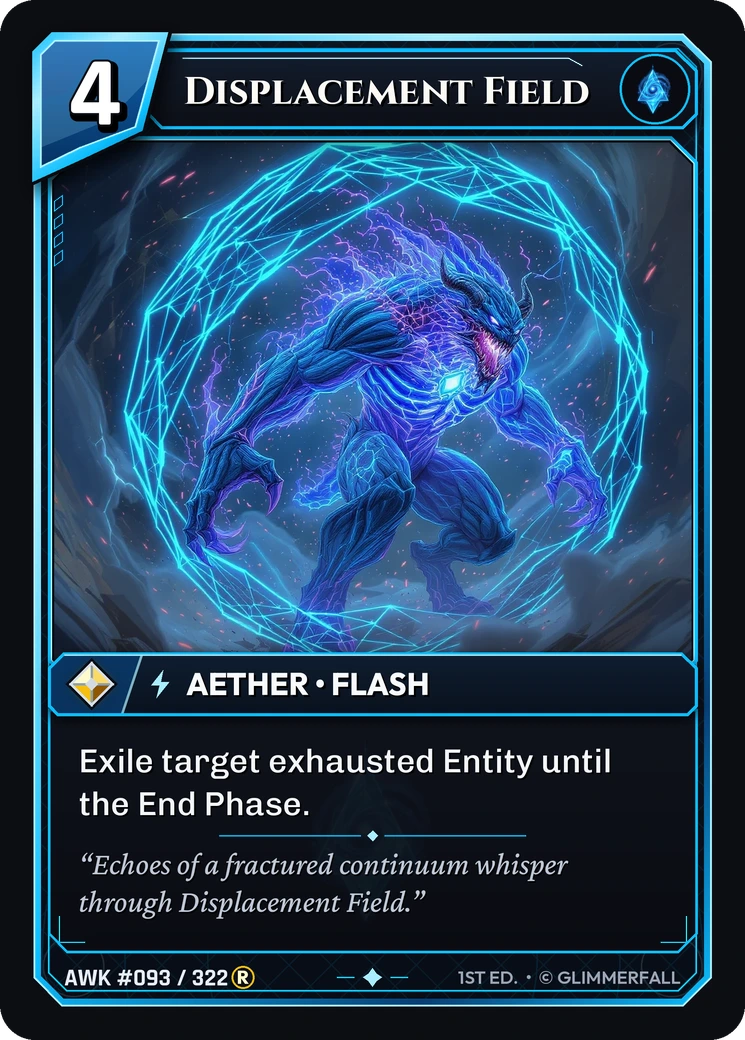 4
DISPLACEMENT FIELD
AETHER • FLASH
Exile target exhausted Entity until
the End Phase.
“Echoes of a fractured continuum whisper
through Displacement Field.”
AWK #093 / 322 R
1ST ED. • © GLIMMERFALL